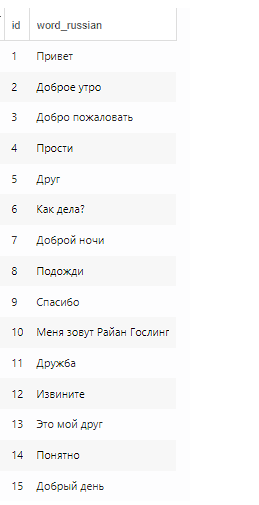 id word_russian
1 Привет
2 Доброе утро
3 Добро пожаловать
4 Прости
5 Друг
6 Как дела?
7 Доброй ночи
8 Подожди
9 Спасибо
10 Меня зовут Райан Гослинг
11 Дружба
12 Извините
13 Это мой друг
14 Понятно
15 Добрый день